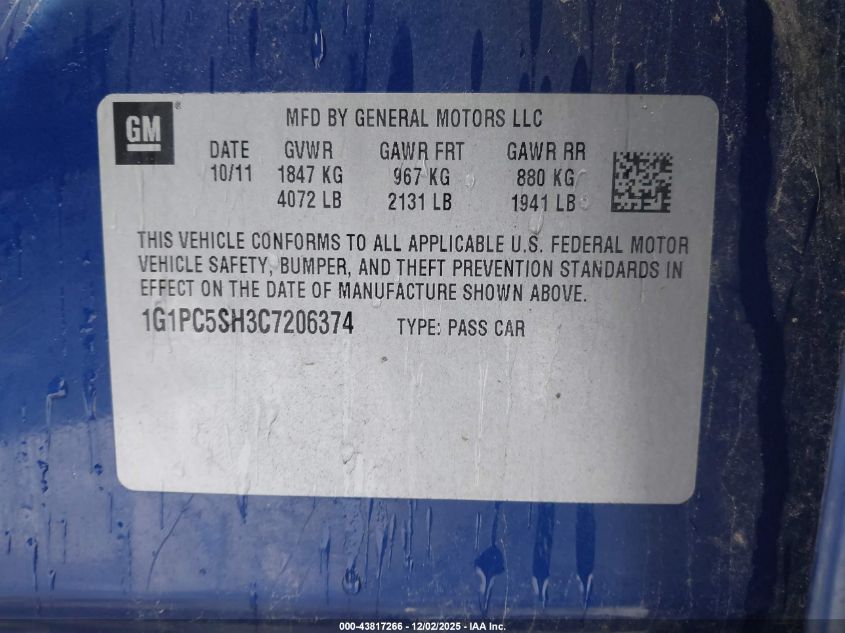 GM ®
MFD BY GENERAL MOTORS LLC
DATE GVWR GAWR FRT GAWR RR
10/11 1847 KG 967 KG 880 KG
4072 LB 2131 LB 1941 LB
THIS VEHICLE CONFORMS TO ALL APPLICABLE U.S. FEDERAL MOTOR
VEHICLE SAFETY, BUMPER, AND THEFT PREVENTION STANDARDS IN
EFFECT ON THE DATE OF MANUFACTURE SHOWN ABOVE.
1G1PC5SH3C7206374 TYPE: PASS CAR
000-43817266 - 12/02/2025 - IAA Inc.